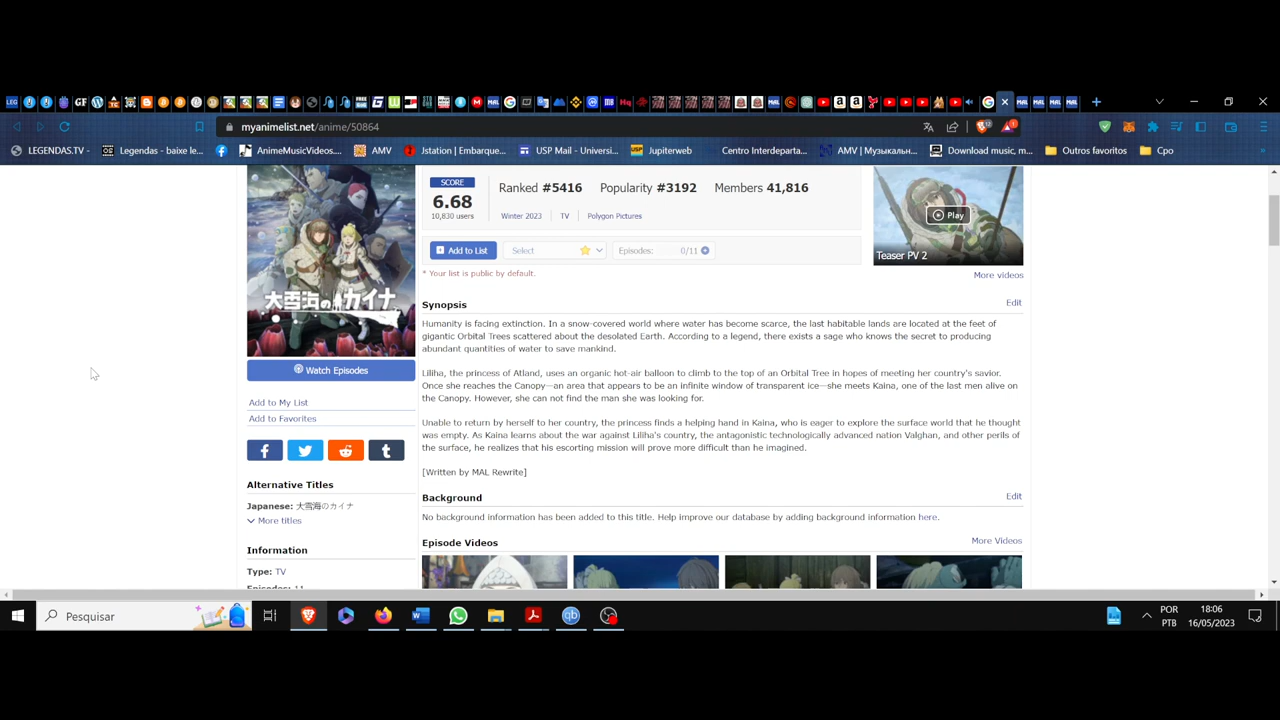 myanimelist.net/anime/50864
12
1
LEGENDAS.TV -
Legendas - baixe le...
AnimeMusicVideos....
AMV
Jstation | Embarque...
USP Mail - Universi...
Jupiterweb
Centro Interdeparta...
AMV | Музыкальн...
Download music, m...
Outros favoritos
Cpo
SCORE
6.68
10,830 users
Ranked #5416 Popularity #3192 Members 41,816
Winter 2023 TV Polygon Pictures
Add to List
Select
Episodes: 0/11
* Your list is public by default.
Play
Teaser PV 2
More videos
大雪海のカイナ
Watch Episodes
Add to My List
Add to Favorites
Alternative Titles
Japanese: 大雪海のカイナ
More titles
Information
Type: TV
Episodes: 11
Synopsis
Edit
Humanity is facing extinction. In a snow-covered world where water has become scarce, the last habitable lands are located at the feet of
gigantic Orbital Trees scattered about the desolated Earth. According to a legend, there exists a sage who knows the secret to producing
abundant quantities of water to save mankind.
Liliha, the princess of Atland, uses an organic hot-air balloon to climb to the top of an Orbital Tree in hopes of meeting her country's savior.
Once she reaches the Canopy—an area that appears to be an infinite window of transparent ice—she meets Kaina, one of the last men alive on
the Canopy. However, she can not find the man she was looking for.
Unable to return by herself to her country, the princess finds a helping hand in Kaina, who is eager to explore the surface world that he thought
was empty. As Kaina learns about the war against Liliha's country, the antagonistic technologically advanced nation Valghan, and other perils of
the surface, he realizes that his escorting mission will prove more difficult than he imagined.
[Written by MAL Rewrite]
Background
Edit
No background information has been added to this title. Help improve our database by adding background information here.
Episode Videos
More Videos
Pesquisar
POR
PTB
18:06
16/05/2023